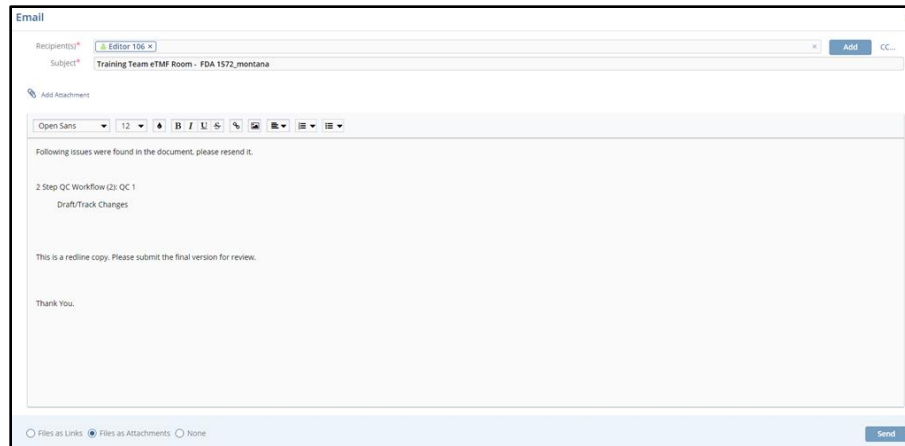 Email
Recipient(s)* Editor 106 × × Add CC...
Subject* Training Team eTMF Room - FDA 1572_montana
Add Attachment
Open Sans 12 B I U S
Following issues were found in the document, please resend it.
2 Step QC Workflow (2): QC 1
Draft/Track Changes
This is a redline copy. Please submit the final version for review.
Thank You.
Files as Links Files as Attachments None Send